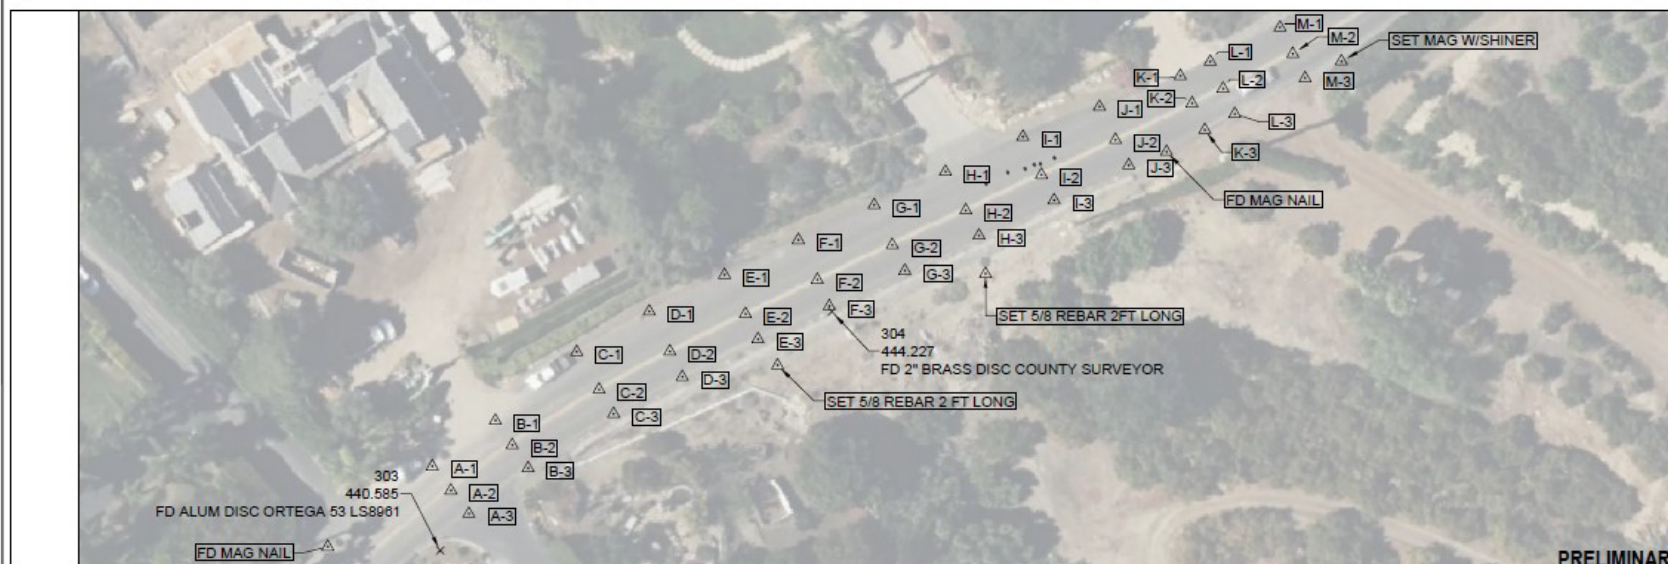 M-1
M-2
SET MAG W/SHINER
L-1
K-1
L-2
M-3
K-2
J-1
L-3
I-1
J-2
K-3
H-1
I-2
J-3
FD MAG NAIL
G-1
H-2
I-3
F-1
G-2
H-3
E-1
F-2
G-3
D-1
E-2
F-3
SET 5/8 REBAR 2FT LONG
304
444.227
FD 2" BRASS DISC COUNTY SURVEYOR
C-1
D-2
E-3
D-3
C-2
SET 5/8 REBAR 2 FT LONG
B-1
C-3
B-2
A-1
B-3
303
440.585
FD ALUM DISC ORTEGA 53 LS8961
A-2
A-3
FD MAG NAIL
PRELIMINAR